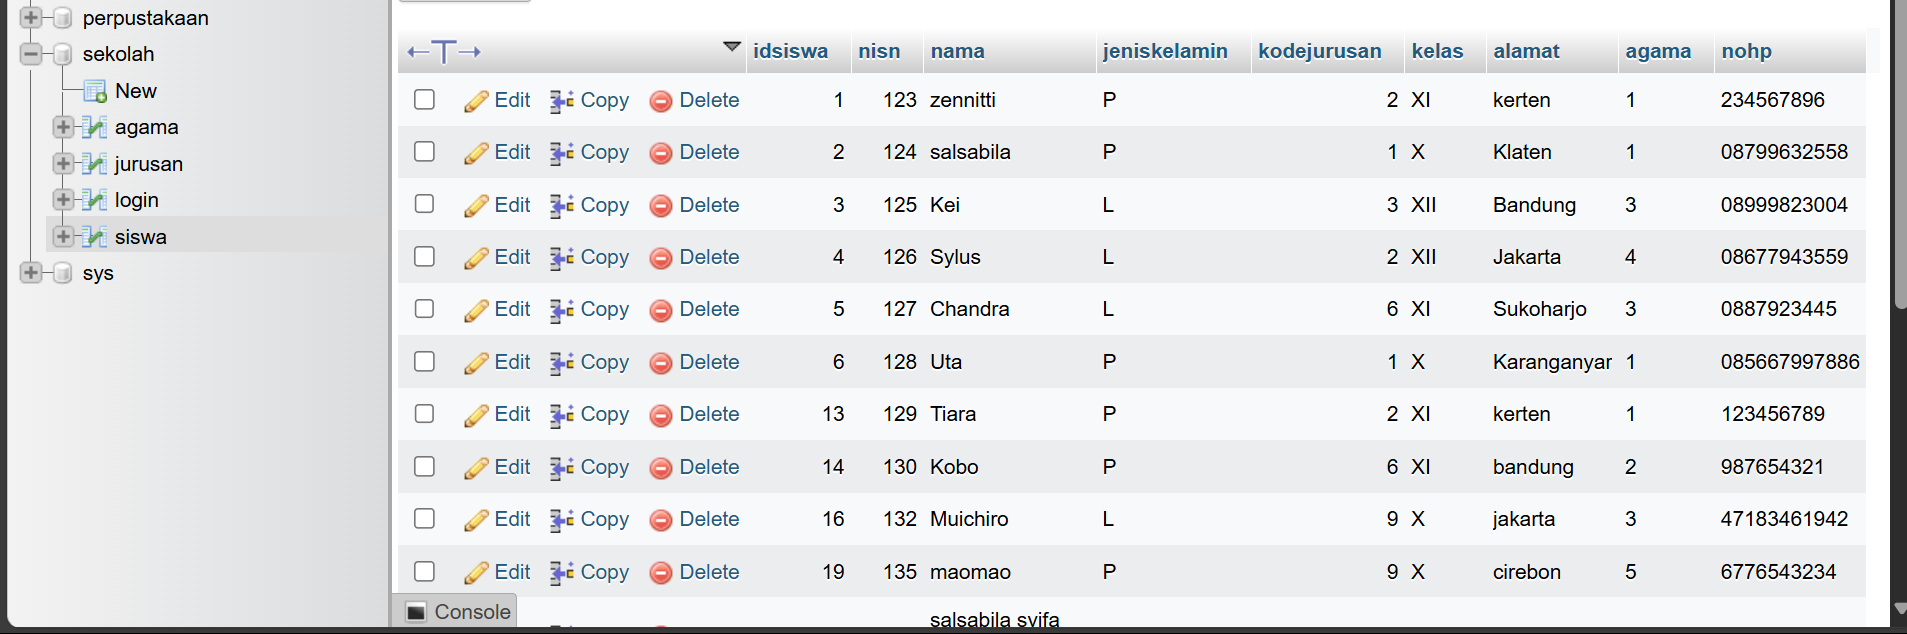 perpustakaan
sekolah
New
agama
jurusan
login
siswa
sys
idsiswa nisn nama jeniskelamin kodejurusan kelas alamat agama nohp
Edit Copy Delete 1 123 zennitti P 2 XI kerten 1 234567896
Edit Copy Delete 2 124 salsabila P 1 X Klaten 1 08799632558
Edit Copy Delete 3 125 Kei L 3 XII Bandung 3 08999823004
Edit Copy Delete 4 126 Sylus L 2 XII Jakarta 4 08677943559
Edit Copy Delete 5 127 Chandra L 6 XI Sukoharjo 3 0887923445
Edit Copy Delete 6 128 Uta P 1 X Karanganyar 1 085667997886
Edit Copy Delete 13 129 Tiara P 2 XI kerten 1 123456789
Edit Copy Delete 14 130 Kobo P 6 XI bandung 2 987654321
Edit Copy Delete 16 132 Muichiro L 9 X jakarta 3 47183461942
Edit Copy Delete 19 135 maomao P 9 X cirebon 5 6776543234
Console
salsabila syifa